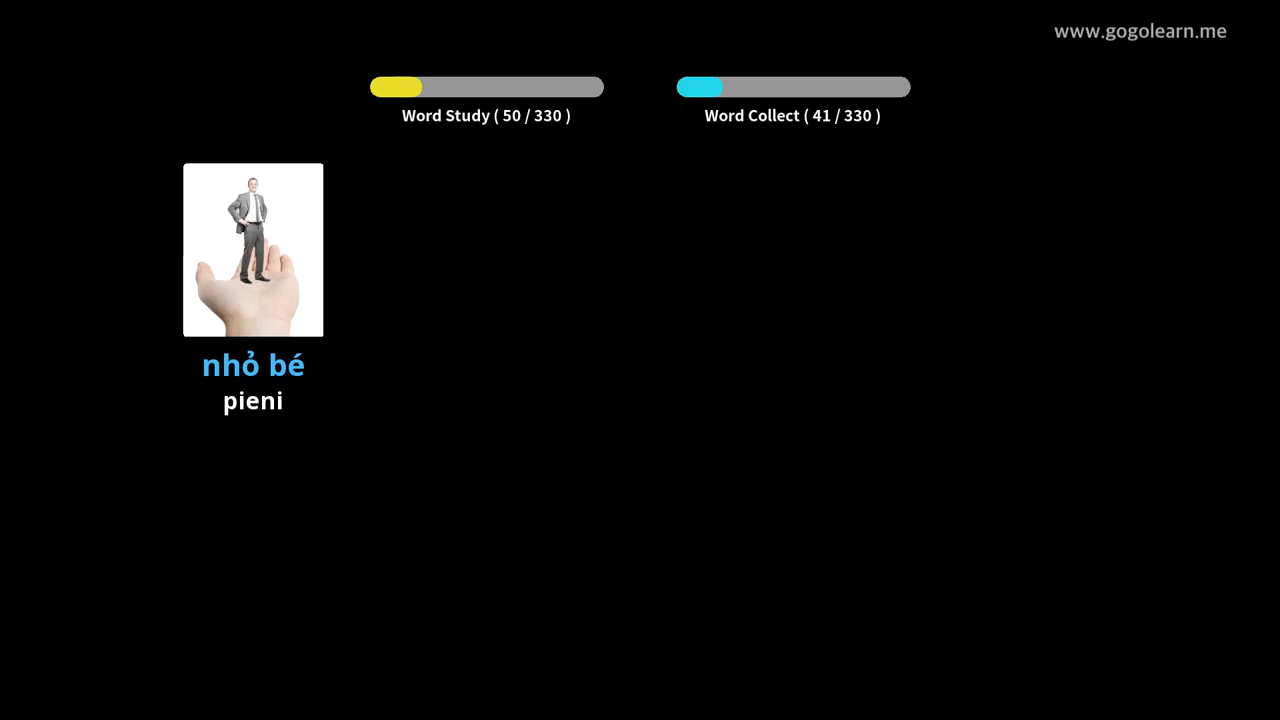 www.gogolearn.me
Word Study ( 50 / 330 )
Word Collect ( 41 / 330 )
nhỏ bé
pieni